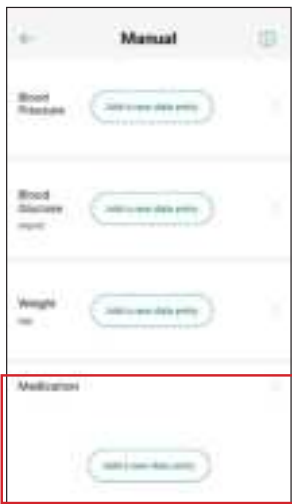 Manual
Blood
Pressure
Add a new data entry
Blood
Glucose
Add a new data entry
Weight
Add a new data entry
Medication
Add a new data entry